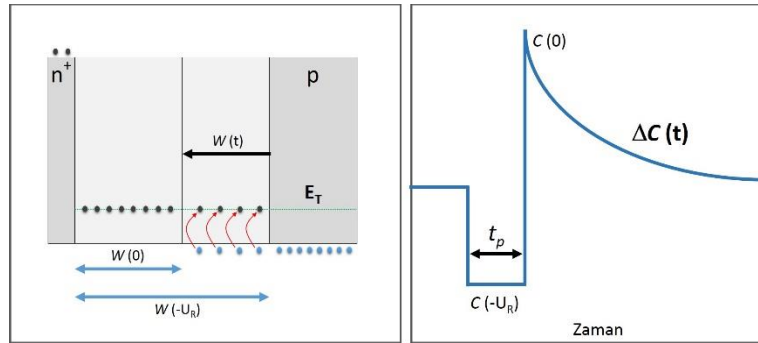 n+
p
W (t)
E_T
W (0)
W (-U_R)
C (0)
ΔC (t)
t_p
C (-U_R)
Zaman